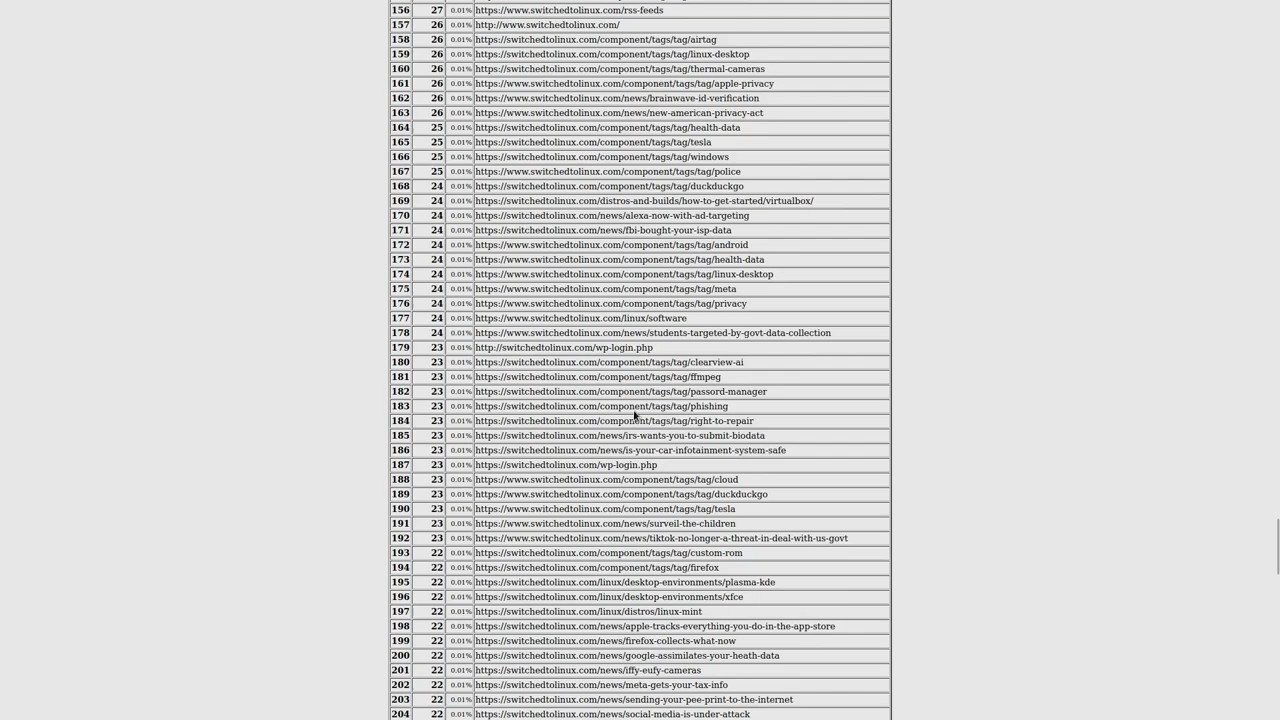 156 27 0.01% https://www.switchedtolinux.com/rss-feeds
157 26 0.01% http://www.switchedtolinux.com/
158 26 0.01% https://switchedtolinux.com/component/tags/tag/airtag
159 26 0.01% https://switchedtolinux.com/component/tags/tag/linux-desktop
160 26 0.01% https://switchedtolinux.com/component/tags/tag/thermal-cameras
161 26 0.01% https://www.switchedtolinux.com/component/tags/tag/apple-privacy
162 26 0.01% https://www.switchedtolinux.com/news/brainwave-id-verification
163 26 0.01% https://www.switchedtolinux.com/news/new-american-privacy-act
164 25 0.01% https://switchedtolinux.com/component/tags/tag/health-data
165 25 0.01% https://switchedtolinux.com/component/tags/tag/tesla
166 25 0.01% https://switchedtolinux.com/component/tags/tag/windows
167 25 0.01% https://www.switchedtolinux.com/component/tags/tag/police
168 24 0.01% https://switchedtolinux.com/component/tags/tag/duckduckgo
169 24 0.01% https://switchedtolinux.com/distros-and-builds/how-to-get-started/virtualbox/
170 24 0.01% https://switchedtolinux.com/news/alexa-now-with-ad-targeting
171 24 0.01% https://switchedtolinux.com/news/fbi-bought-your-isp-data
172 24 0.01% https://www.switchedtolinux.com/component/tags/tag/android
173 24 0.01% https://www.switchedtolinux.com/component/tags/tag/health-data
174 24 0.01% https://www.switchedtolinux.com/component/tags/tag/linux-desktop
175 24 0.01% https://www.switchedtolinux.com/component/tags/tag/meta
176 24 0.01% https://www.switchedtolinux.com/component/tags/tag/privacy
177 24 0.01% https://www.switchedtolinux.com/linux/software
178 24 0.01% https://www.switchedtolinux.com/news/students-targeted-by-govt-data-collection
179 23 0.01% http://switchedtolinux.com/wp-login.php
180 23 0.01% https://switchedtolinux.com/component/tags/tag/clearview-ai
181 23 0.01% https://switchedtolinux.com/component/tags/tag/ffmpeg
182 23 0.01% https://switchedtolinux.com/component/tags/tag/passord-manager
183 23 0.01% https://switchedtolinux.com/component/tags/tag/phishing
184 23 0.01% https://switchedtolinux.com/component/tags/tag/right-to-repair
185 23 0.01% https://switchedtolinux.com/news/irs-wants-you-to-submit-biodata
186 23 0.01% https://switchedtolinux.com/news/is-your-car-infotainment-system-safe
187 23 0.01% https://switchedtolinux.com/wp-login.php
188 23 0.01% https://www.switchedtolinux.com/component/tags/tag/cloud
189 23 0.01% https://www.switchedtolinux.com/component/tags/tag/duckduckgo
190 23 0.01% https://www.switchedtolinux.com/component/tags/tag/tesla
191 23 0.01% https://www.switchedtolinux.com/news/surveil-the-children
192 23 0.01% https://www.switchedtolinux.com/news/tiktok-no-longer-a-threat-in-deal-with-us-govt
193 22 0.01% https://switchedtolinux.com/component/tags/tag/custom-rom
194 22 0.01% https://switchedtolinux.com/component/tags/tag/firefox
195 22 0.01% https://switchedtolinux.com/linux/desktop-environments/plasma-kde
196 22 0.01% https://switchedtolinux.com/linux/desktop-environments/xfce
197 22 0.01% https://switchedtolinux.com/linux/distros/linux-mint
198 22 0.01% https://switchedtolinux.com/news/apple-tracks-everything-you-do-in-the-app-store
199 22 0.01% https://switchedtolinux.com/news/firefox-collects-what-now
200 22 0.01% https://switchedtolinux.com/news/google-assimilates-your-heath-data
201 22 0.01% https://switchedtolinux.com/news/iffy-eufy-cameras
202 22 0.01% https://switchedtolinux.com/news/meta-gets-your-tax-info
203 22 0.01% https://switchedtolinux.com/news/sending-your-pee-print-to-the-internet
204 22 0.01% https://switchedtolinux.com/news/social-media-is-under-attack